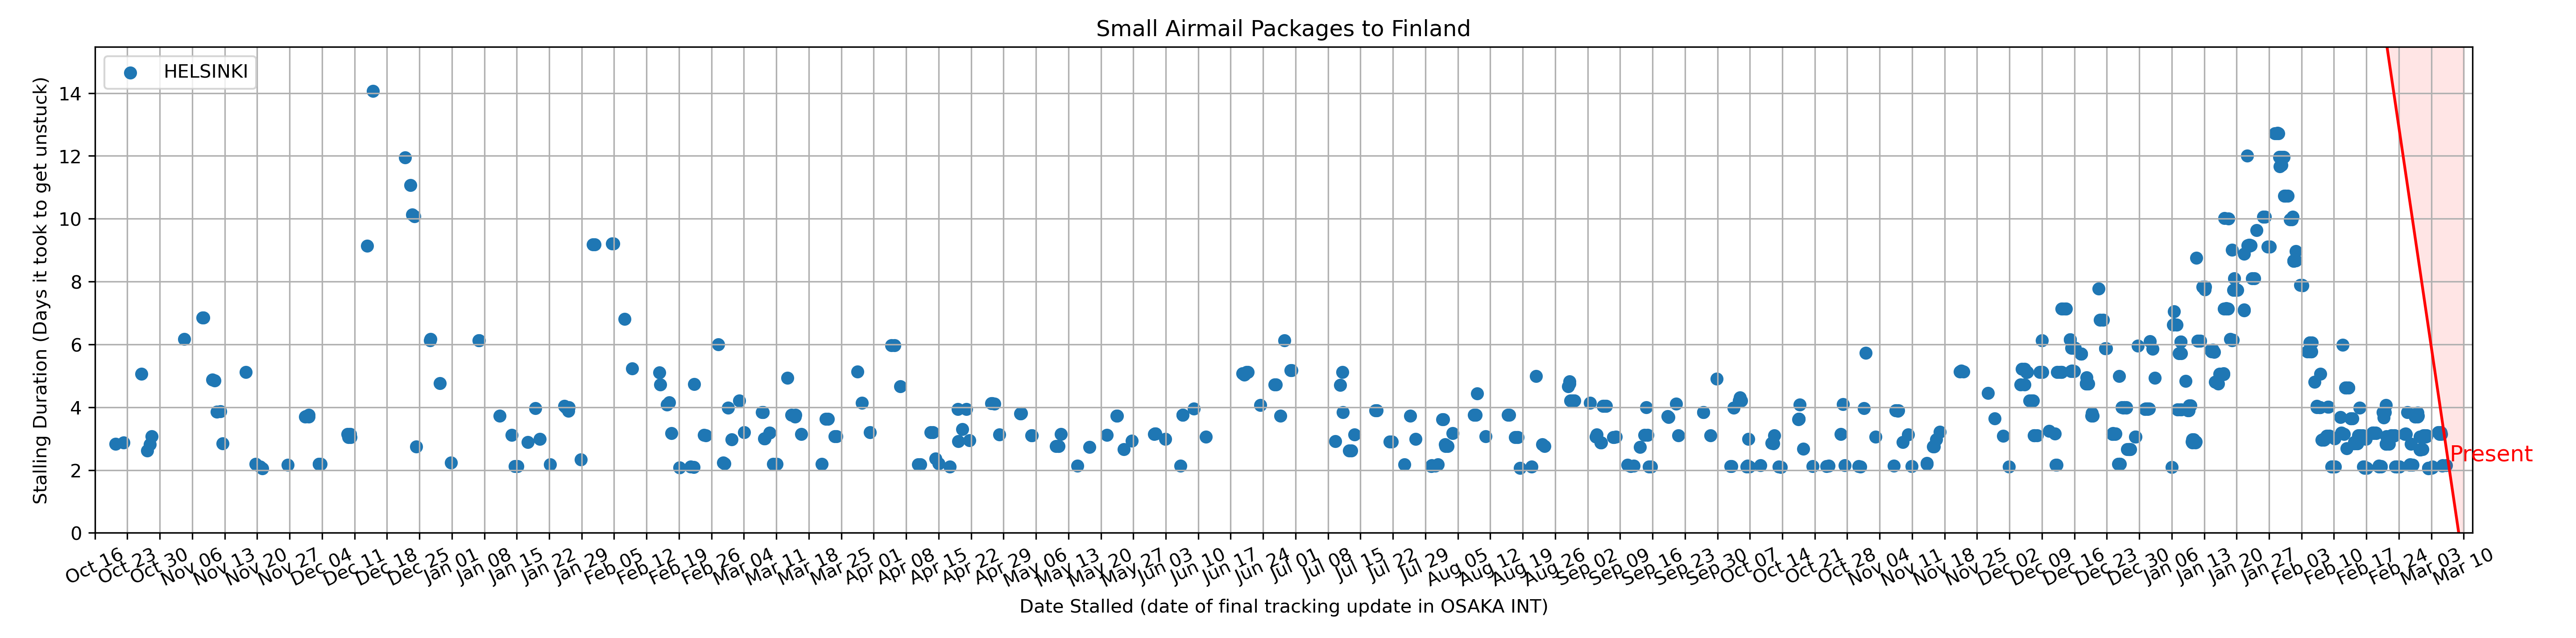 Small Airmail Packages to Finland
HELSINKI
Stalling Duration (Days it took to get unstuck)
14
12
10
8
6
4
2
0
Present
Oct 16 Oct 23 Oct 30 Nov 06 Nov 13 Nov 20 Nov 27 Dec 04 Dec 11 Dec 18 Dec 25 Jan 01 Jan 08 Jan 15 Jan 22 Jan 29 Feb 05 Feb 12 Feb 19 Feb 26 Mar 04 Mar 11 Mar 18 Mar 25 Apr 01 Apr 08 Apr 15 Apr 22 Apr 29 May 06 May 13 May 20 May 27 Jun 03 Jun 10 Jun 17 Jun 24 Jul 01 Jul 08 Jul 15 Jul 22 Jul 29 Aug 05 Aug 12 Aug 19 Aug 26 Sep 02 Sep 09 Sep 16 Sep 23 Sep 30 Oct 07 Oct 14 Oct 21 Oct 28 Nov 04 Nov 11 Nov 18 Nov 25 Dec 02 Dec 09 Dec 16 Dec 23 Dec 30 Jan 06 Jan 13 Jan 20 Jan 27 Feb 03 Feb 10 Feb 17 Feb 24 Mar 03 Mar 10
Date Stalled (date of final tracking update in OSAKA INT)